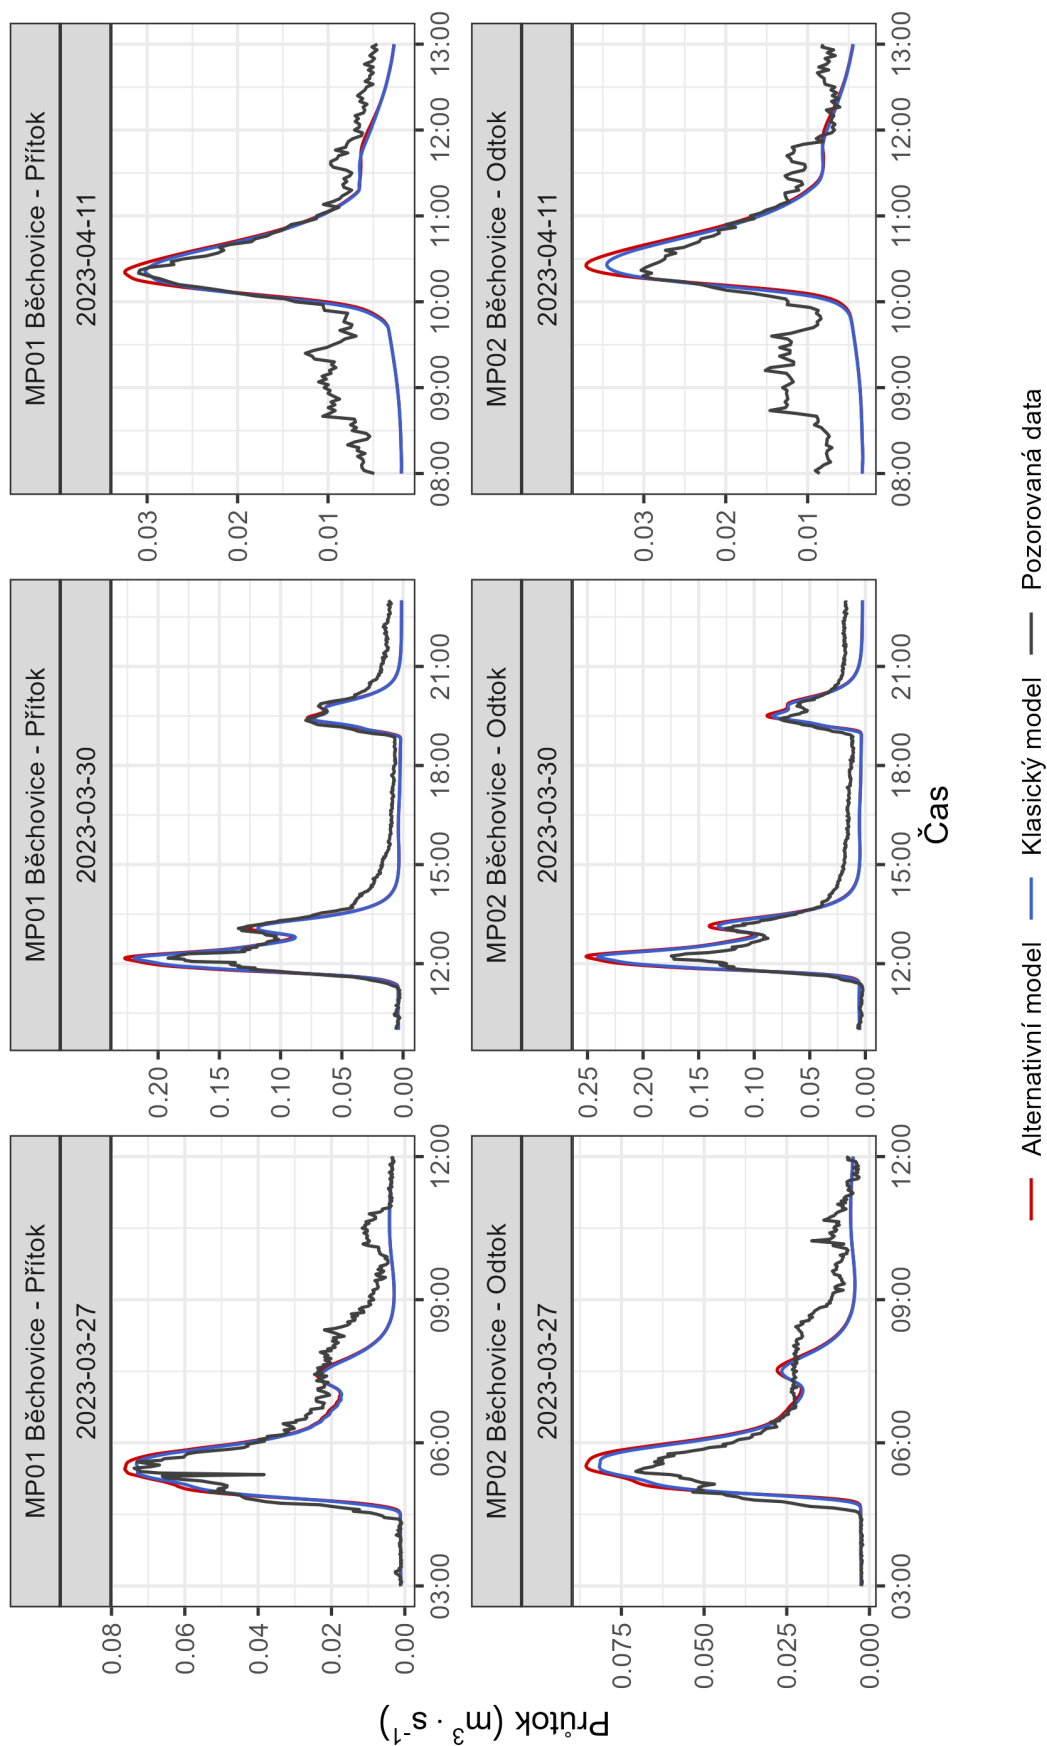 MP01 Běchovice - Přítok
2023-03-27
MP01 Běchovice - Přítok
2023-03-30
MP01 Běchovice - Přítok
2023-04-11
0.08
0.06
0.04
0.02
0.00
03:00 06:00 09:00 12:00
0.20
0.15
0.10
0.05
0.00
12:00 15:00 18:00 21:00
0.03
0.02
0.01
08:00 09:00 10:00 11:00 12:00 13:00
MP02 Běchovice - Odtok
2023-03-27
MP02 Běchovice - Odtok
2023-03-30
MP02 Běchovice - Odtok
2023-04-11
0.075
0.050
0.025
0.000
03:00 06:00 09:00 12:00
0.25
0.20
0.15
0.10
0.05
0.00
12:00 15:00 18:00 21:00
0.03
0.02
0.01
08:00 09:00 10:00 11:00 12:00 13:00
Průtok (m³ · s⁻¹)
Čas
Alternativní model Klasický model Pozorovaná data